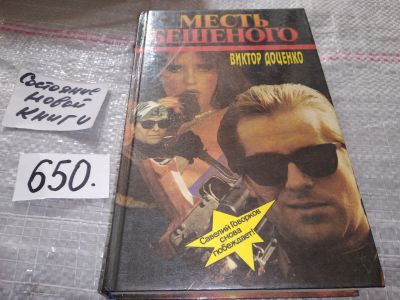 МЕСТЬ
БЕШЕНОГО
ВИКТОР ДОЦЕНКО
Состояние
новой
книги
650.
Савелий Говорков
снова
побеждает!